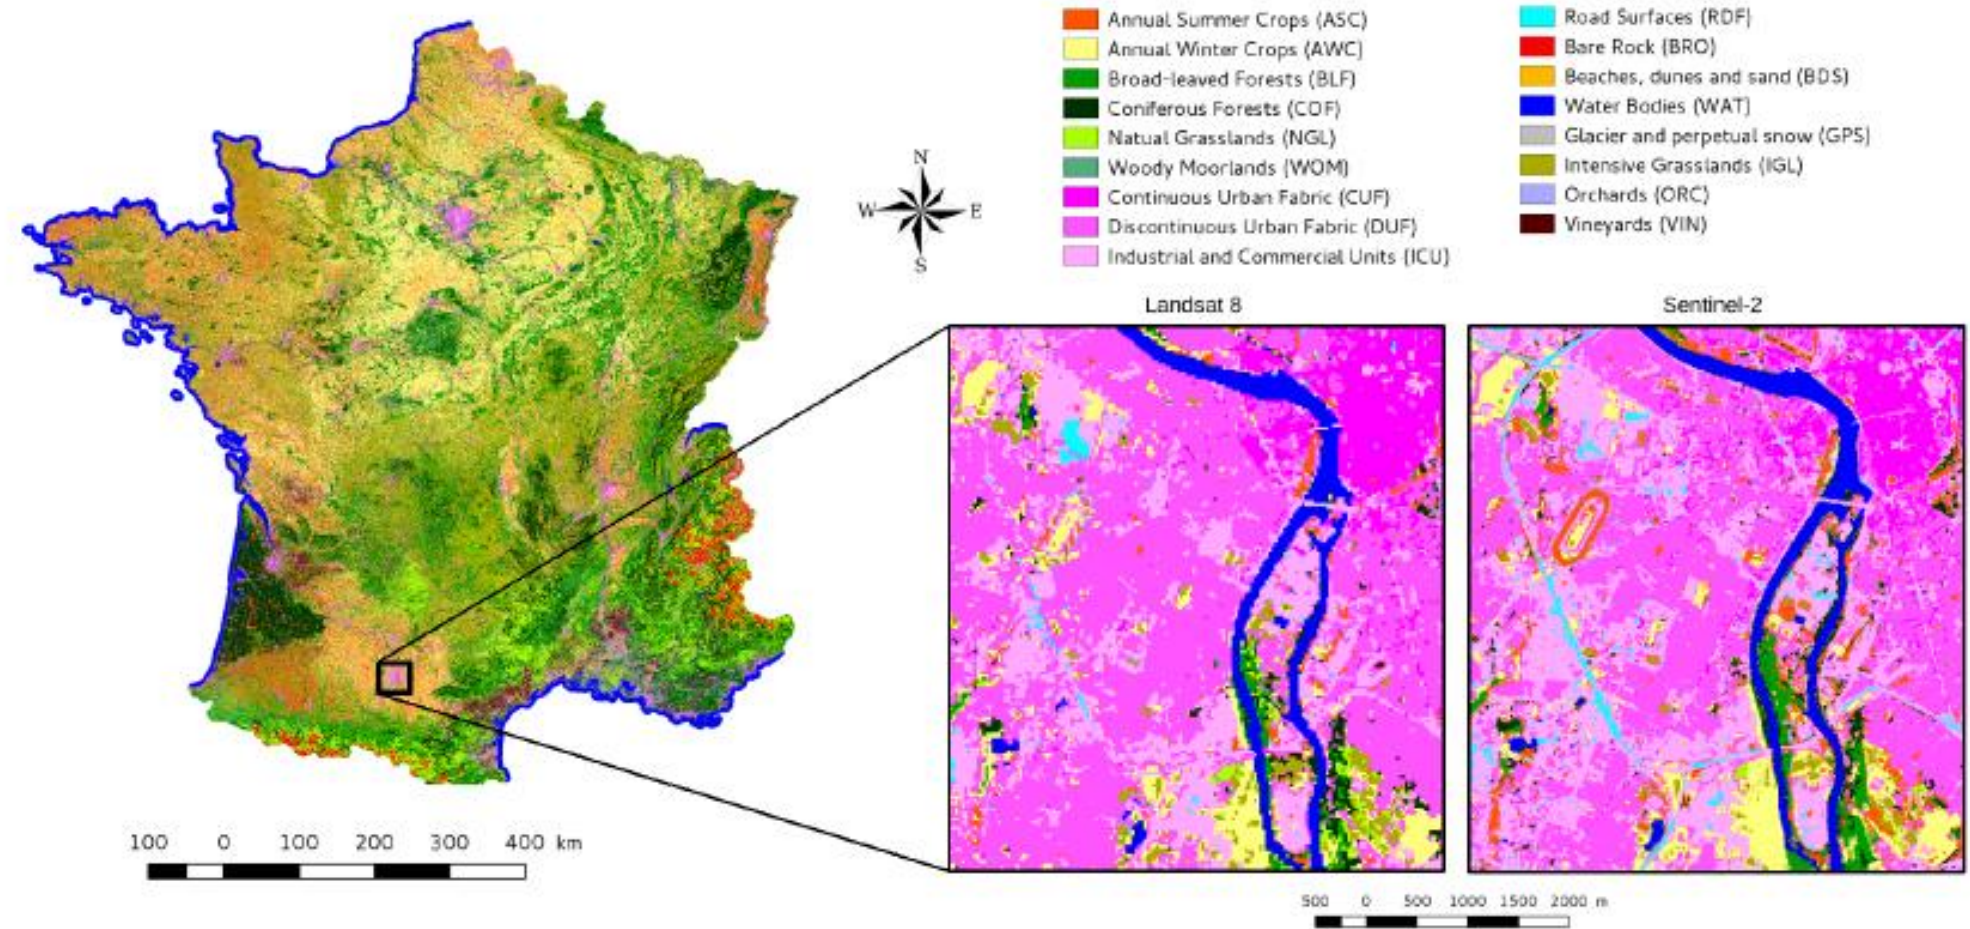 Annual Summer Crops (ASC)
Annual Winter Crops (AWC)
Broad-leaved Forests (BLF)
Coniferous Forests (COF)
Natual Grasslands (NGL)
Woody Moorlands (WOM)
Continuous Urban Fabric (CUF)
Discontinuous Urban Fabric (DUF)
Industrial and Commercial Units (ICU)
Road Surfaces (RDF)
Bare Rock (BRO)
Beaches, dunes and sand (BDS)
Water Bodies (WAT)
Glacier and perpetual snow (GPS)
Intensive Grasslands (IGL)
Orchards (ORC)
Vineyards (VIN)
N
W E
S
Landsat 8
Sentinel-2
100 0 100 200 300 400 km
500 0 500 1000 1500 2000 m